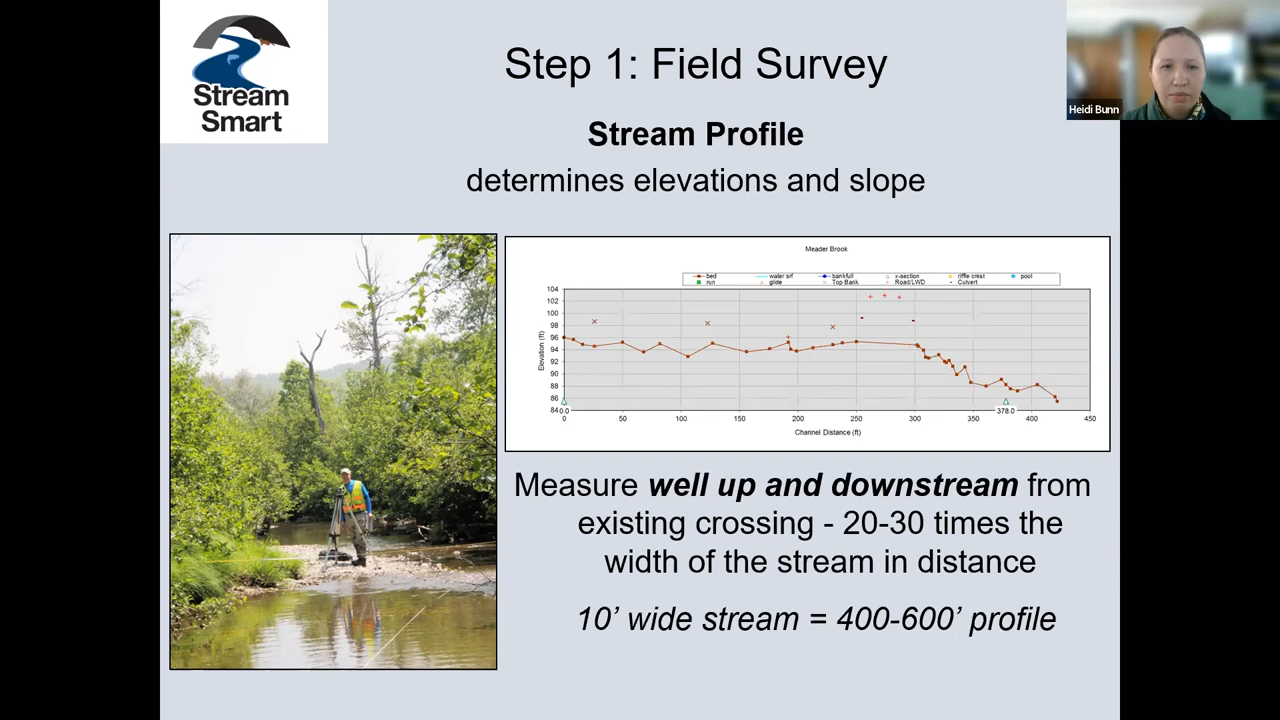 Stream
Smart
Step 1: Field Survey
Heidi Bunn
Stream Profile
determines elevations and slope
Meader Brook
bed water srf bankfull x-section riffle crest pool
run glide Top Bank Road/LWD Culvert
104
102
100
98
96
94
92
90
88
86
84
Elevation (ft)
0.0 378.0
0 50 100 150 200 250 300 350 400 450
Channel Distance (ft)
Measure well up and downstream from
existing crossing - 20-30 times the
width of the stream in distance
10’ wide stream = 400-600’ profile